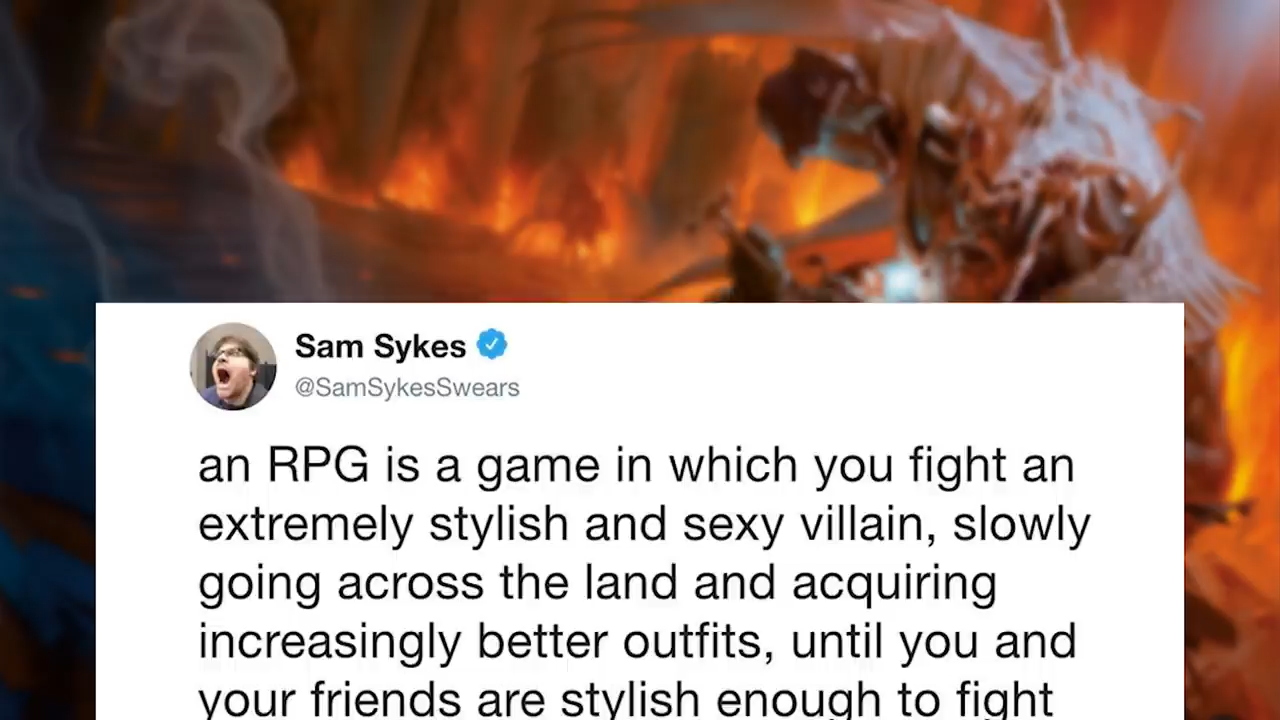 Sam Sykes
@SamSykesSwears
an RPG is a game in which you fight an
extremely stylish and sexy villain, slowly
going across the land and acquiring
increasingly better outfits, until you and
your friends are stylish enough to fight